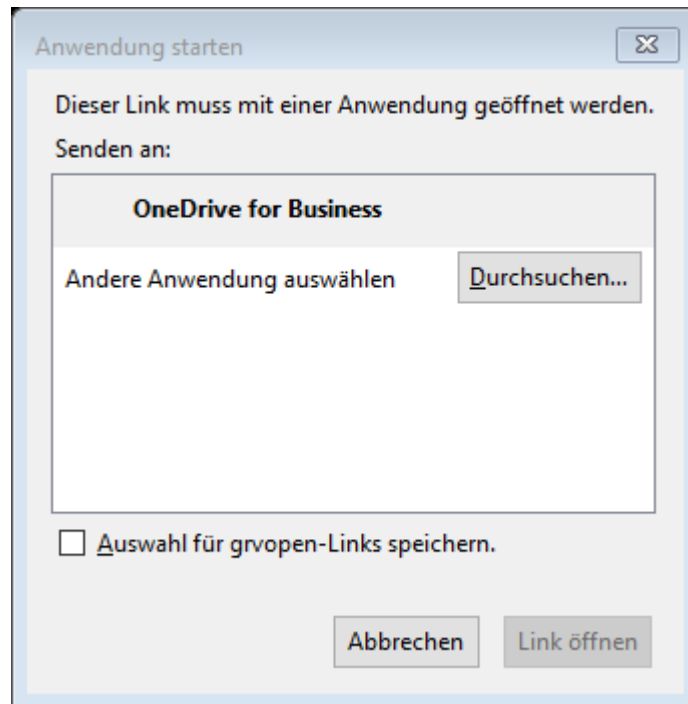 Anwendung starten
Dieser Link muss mit einer Anwendung geöffnet werden.
Senden an:
OneDrive for Business
Andere Anwendung auswählen Durchsuchen...
Auswahl für grvopen-Links speichern.
Abbrechen Link öffnen